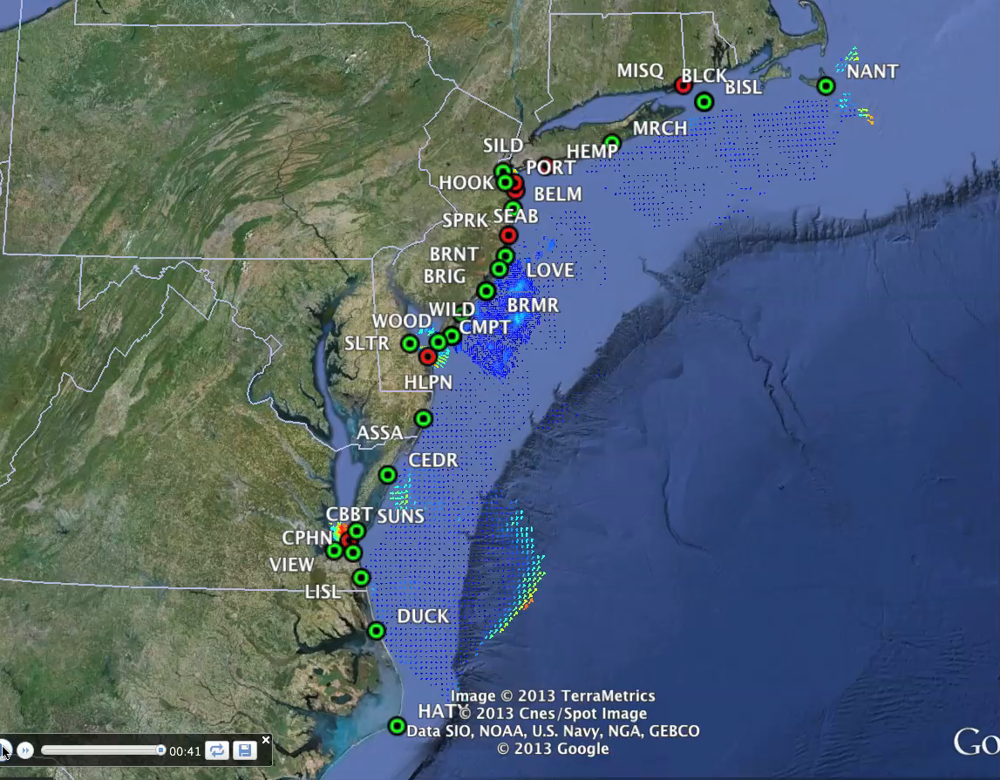 MISQ
BLCK
BISL
NANT
MRCH
SILD
HEMP
PORT
HOOK
BELM
SPRK
SEAB
BRNT
LOVE
BRIG
BRMR
WILD
WOOD
CMPT
SLTR
HLPN
ASSA
CEDR
CBBT
SUNS
CPHN
VIEW
LISL
DUCK
Image © 2013 TerraMetrics
HATY
© 2013 Cnes/Spot Image
Data SIO, NOAA, U.S. Navy, NGA, GEBCO
© 2013 Google
Go
00:41